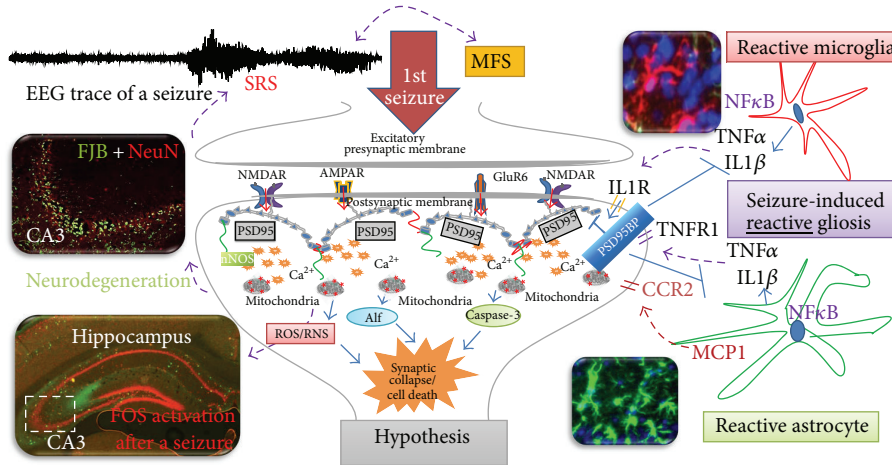 EEG trace of a seizure
SRS
1st
seizure
MFS
Reactive microglia
NFκB
TNFα
IL1β
Seizure-induced
reactive gliosis
TNFα
IL1β
NFκB
MCP1
Reactive astrocyte
Excitatory
presynaptic membrane
FJB + NeuN
CA3
Neurodegeneration
Hippocampus
FOS activation
after a seizure
CA3
NMDAR
AMPAR
GluR6
NMDAR
Postsynaptic membrane
IL1R
PSD95
PSD95
PSD95
PSD95
PSD95BP
TNFR1
CCR2
nNOS
Ca2+
Ca2+
Ca2+
Ca2+
Mitochondria
Mitochondria
Mitochondria
ROS/RNS
Alf
Caspase-3
Synaptic
collapse/
cell death
Hypothesis